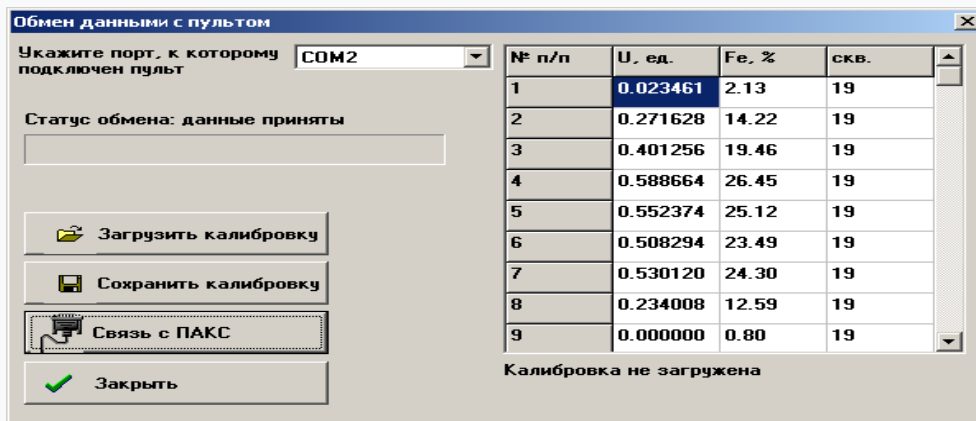 Обмен данными с пультом
Укажите порт, к которому
подключен пульт
COM2
Статус обмена: данные приняты
Загрузить калибровку
Сохранить калибровку
Связь с ПАКС
Закрыть
№ п/п U, ед. Fe, % скв.
1 0.023461 2.13 19
2 0.271628 14.22 19
3 0.401256 19.46 19
4 0.588664 26.45 19
5 0.552374 25.12 19
6 0.508294 23.49 19
7 0.530120 24.30 19
8 0.234008 12.59 19
9 0.000000 0.80 19
Калибровка не загружена